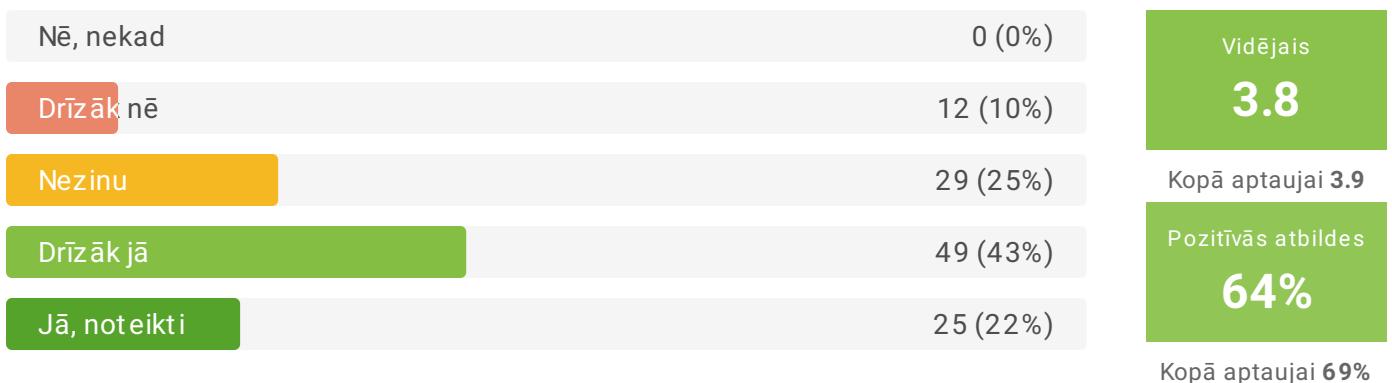 Nē, nekad 0 (0%)
Drīzāk nē 12 (10%)
Nezinu 29 (25%)
Drīzāk jā 49 (43%)
Jā, noteikti 25 (22%)
Vidējais
3.8
Kopā aptaujai 3.9
Pozitīvās atbildes
64%
Kopā aptaujai 69%